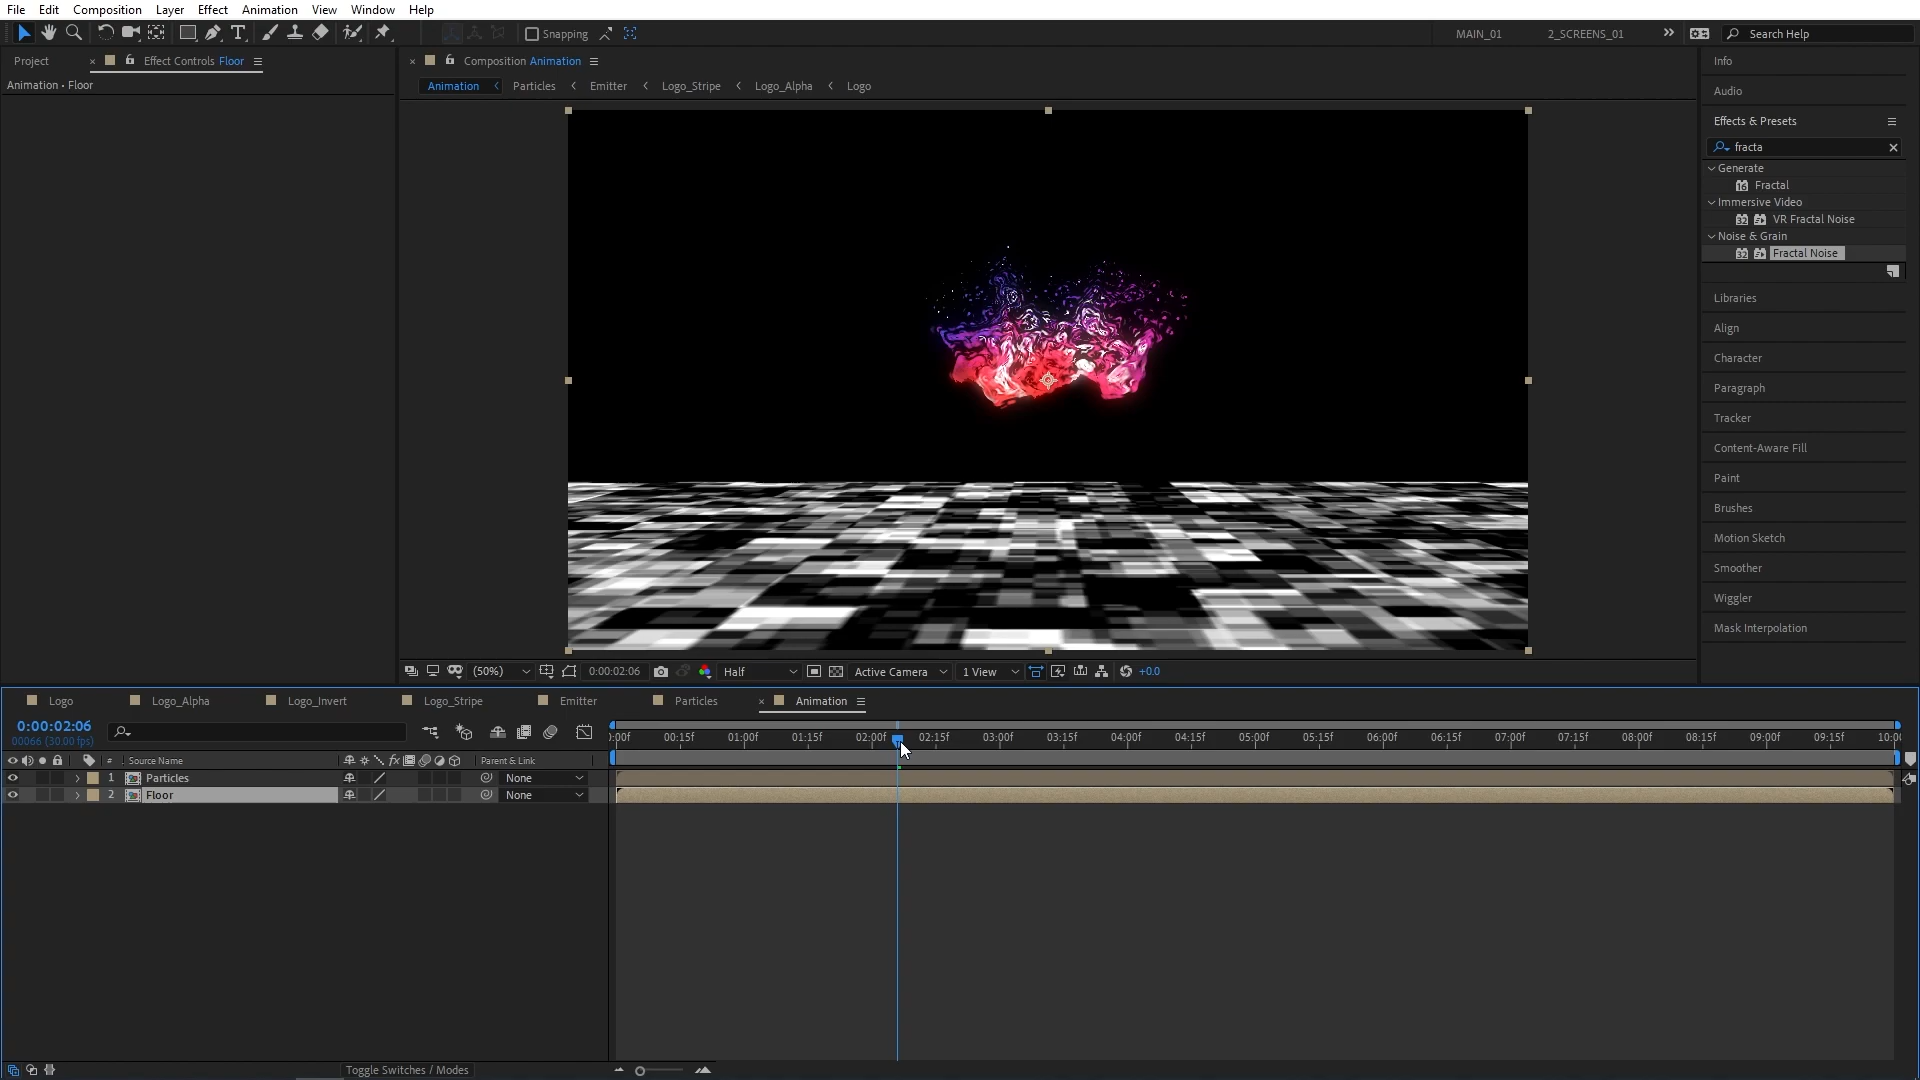 File Edit Composition Layer Effect Animation View Window Help
Snapping MAIN_01 2_SCREENS_01 » Search Help
Project × Effect Controls Floor
× Composition Animation
Info
Animation • Floor
Animation < Particles < Emitter < Logo_Stripe < Logo_Alpha < Logo
Audio
Effects & Presets
fracta ×
Generate
16 Fractal
Immersive Video
32 VR Fractal Noise
Noise & Grain
32 Fractal Noise
Libraries
Align
Character
Paragraph
Tracker
Content-Aware Fill
Paint
Brushes
Motion Sketch
Smoother
Wiggler
Mask Interpolation
(50%) 0:00:02:06 Half Active Camera 1 View +0.0
Logo Logo_Alpha Logo_Invert Logo_Stripe Emitter Particles × Animation
0:00:02:06
00066 (30.00 fps)
):00f 00:15f 01:00f 01:15f 02:00f 02:15f 03:00f 03:15f 04:00f 04:15f 05:00f 05:15f 06:00f 06:15f 07:00f 07:15f 08:00f 08:15f 09:00f 09:15f 10:00
# Source Name fx Parent & Link
1 Particles None
2 Floor None
Toggle Switches / Modes